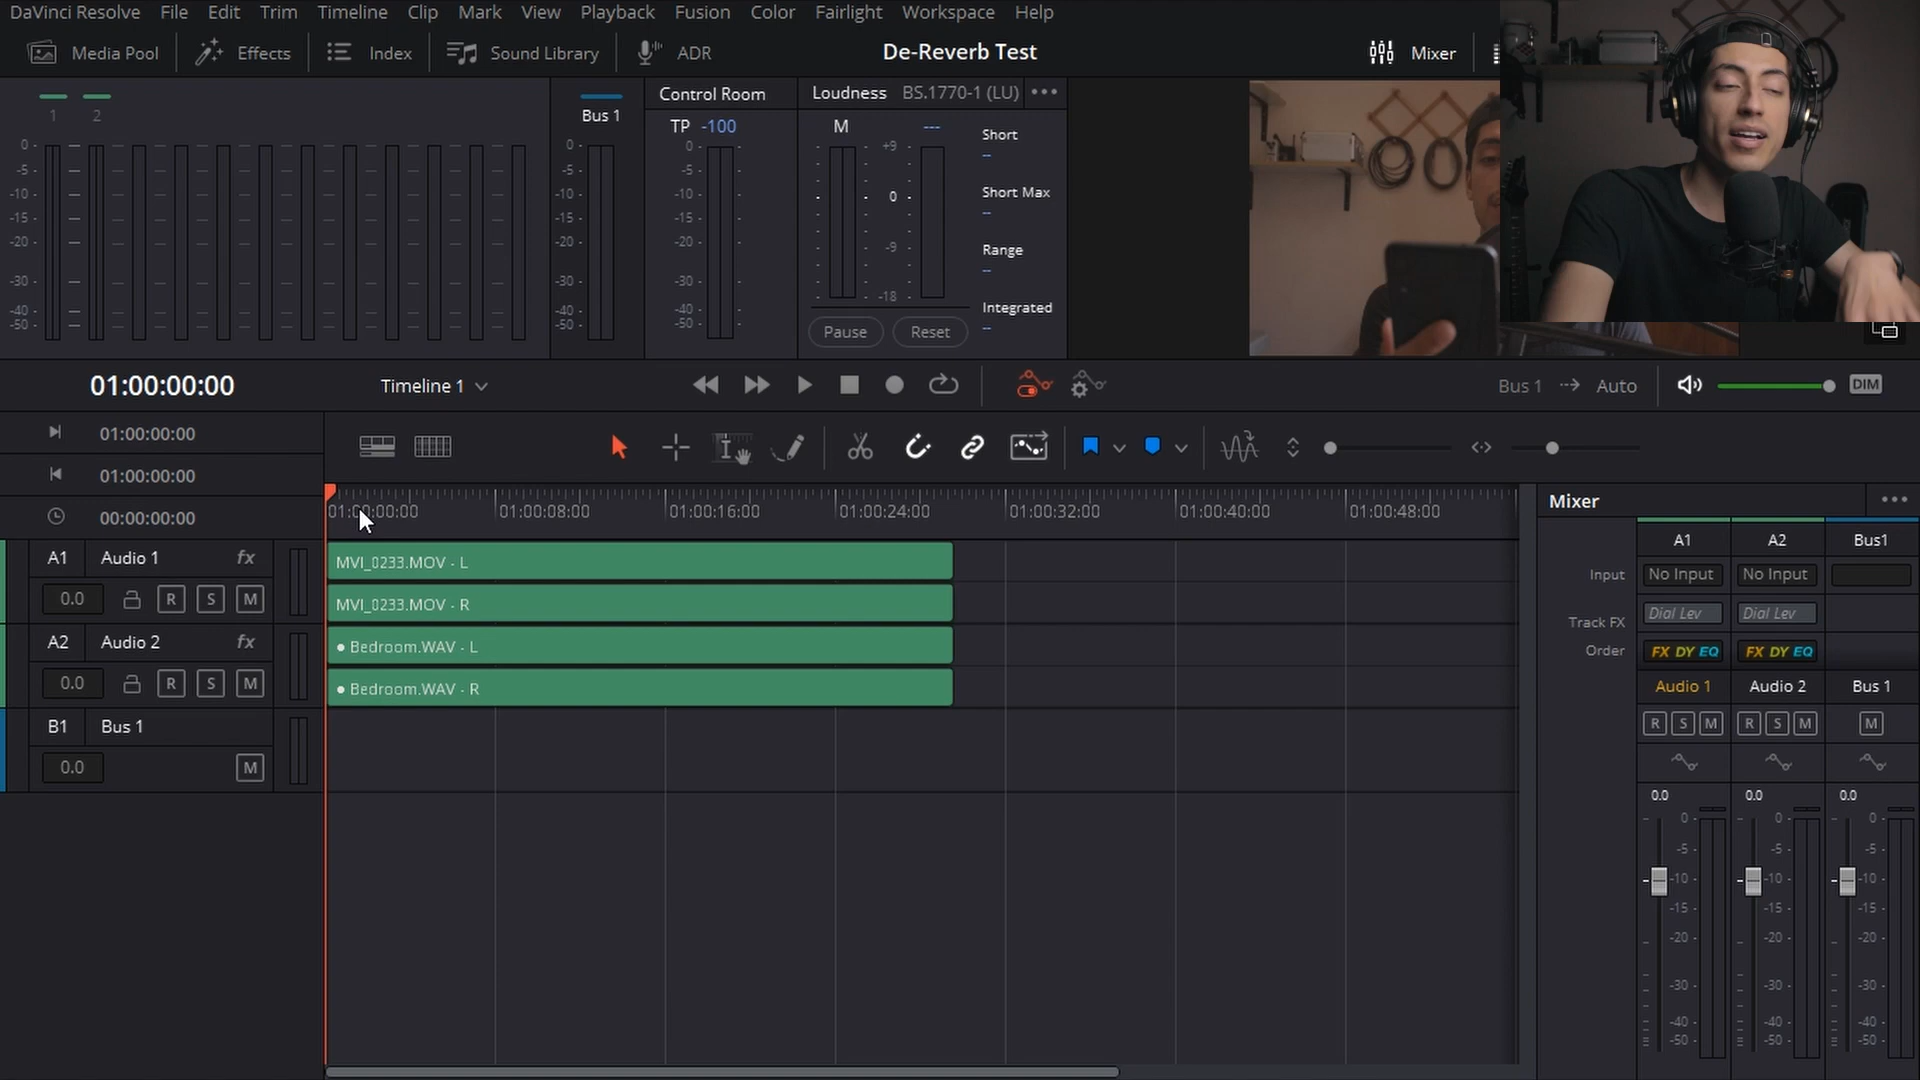 DaVinci Resolve File Edit Trim Timeline Clip Mark View Playback Fusion Color Fairlight Workspace Help
Media Pool Effects Index Sound Library ADR De-Reverb Test Mixer
1 2 Bus 1 Control Room Loudness BS.1770-1 (LU)
TP -100 M --- Short
--
0 -5 -10 -15 -20 -30 -40 -50
0 -5 -10 -15 -20 -30 -40 -50
0 -5 -10 -15 -20 -30 -40 -50
+9 0 -9 -18
Short Max
--
Range
--
Integrated
--
Pause Reset
01:00:00:00 Timeline 1 Bus 1 Auto DIM
01:00:00:00
01:00:00:00
00:00:00:00
01:00:00:00 01:00:08:00 01:00:16:00 01:00:24:00 01:00:32:00 01:00:40:00 01:00:48:00
A1 Audio 1 fx
0.0 R S M
A2 Audio 2 fx
0.0 R S M
B1 Bus 1
0.0 M
MVI_0233.MOV - L
MVI_0233.MOV - R
Bedroom.WAV - L
Bedroom.WAV - R
Mixer
A1 A2 Bus1
Input No Input No Input
Track FX Dial Lev Dial Lev
Order FX DY EQ FX DY EQ
Audio 1 Audio 2 Bus 1
R S M R S M M
0.0 0.0 0.0
0 0 0
-5 -5 -5
-10 -10 -10
-15 -15 -15
-20 -20 -20
-30 -30 -30
-40 -40 -40
-50 -50 -50